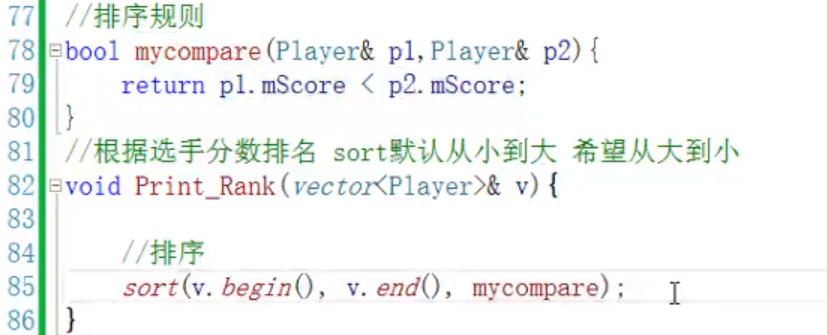 77 //排序规则
78 bool mycompare(Player& p1,Player& p2){
79 return p1.mScore < p2.mScore;
80 }
81 //根据选手分数排名 sort默认从小到大 希望从大到小
82 void Print_Rank(vector<Player>& v){
83
84 //排序
85 sort(v.begin(), v.end(), mycompare);
86 }